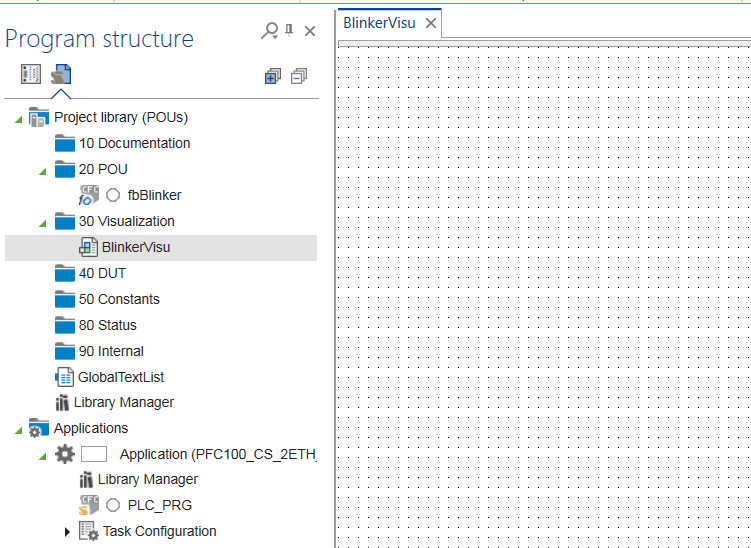 BlinkerVisu
Program structure
Project library (POUs)
10 Documentation
20 POU
CFC
fbBlinker
30 Visualization
BlinkerVisu
40 DUT
50 Constants
80 Status
90 Internal
GlobalTextList
Library Manager
Applications
Application (PFC100_CS_2ETH_
Library Manager
CFC
PLC_PRG
Task Configuration